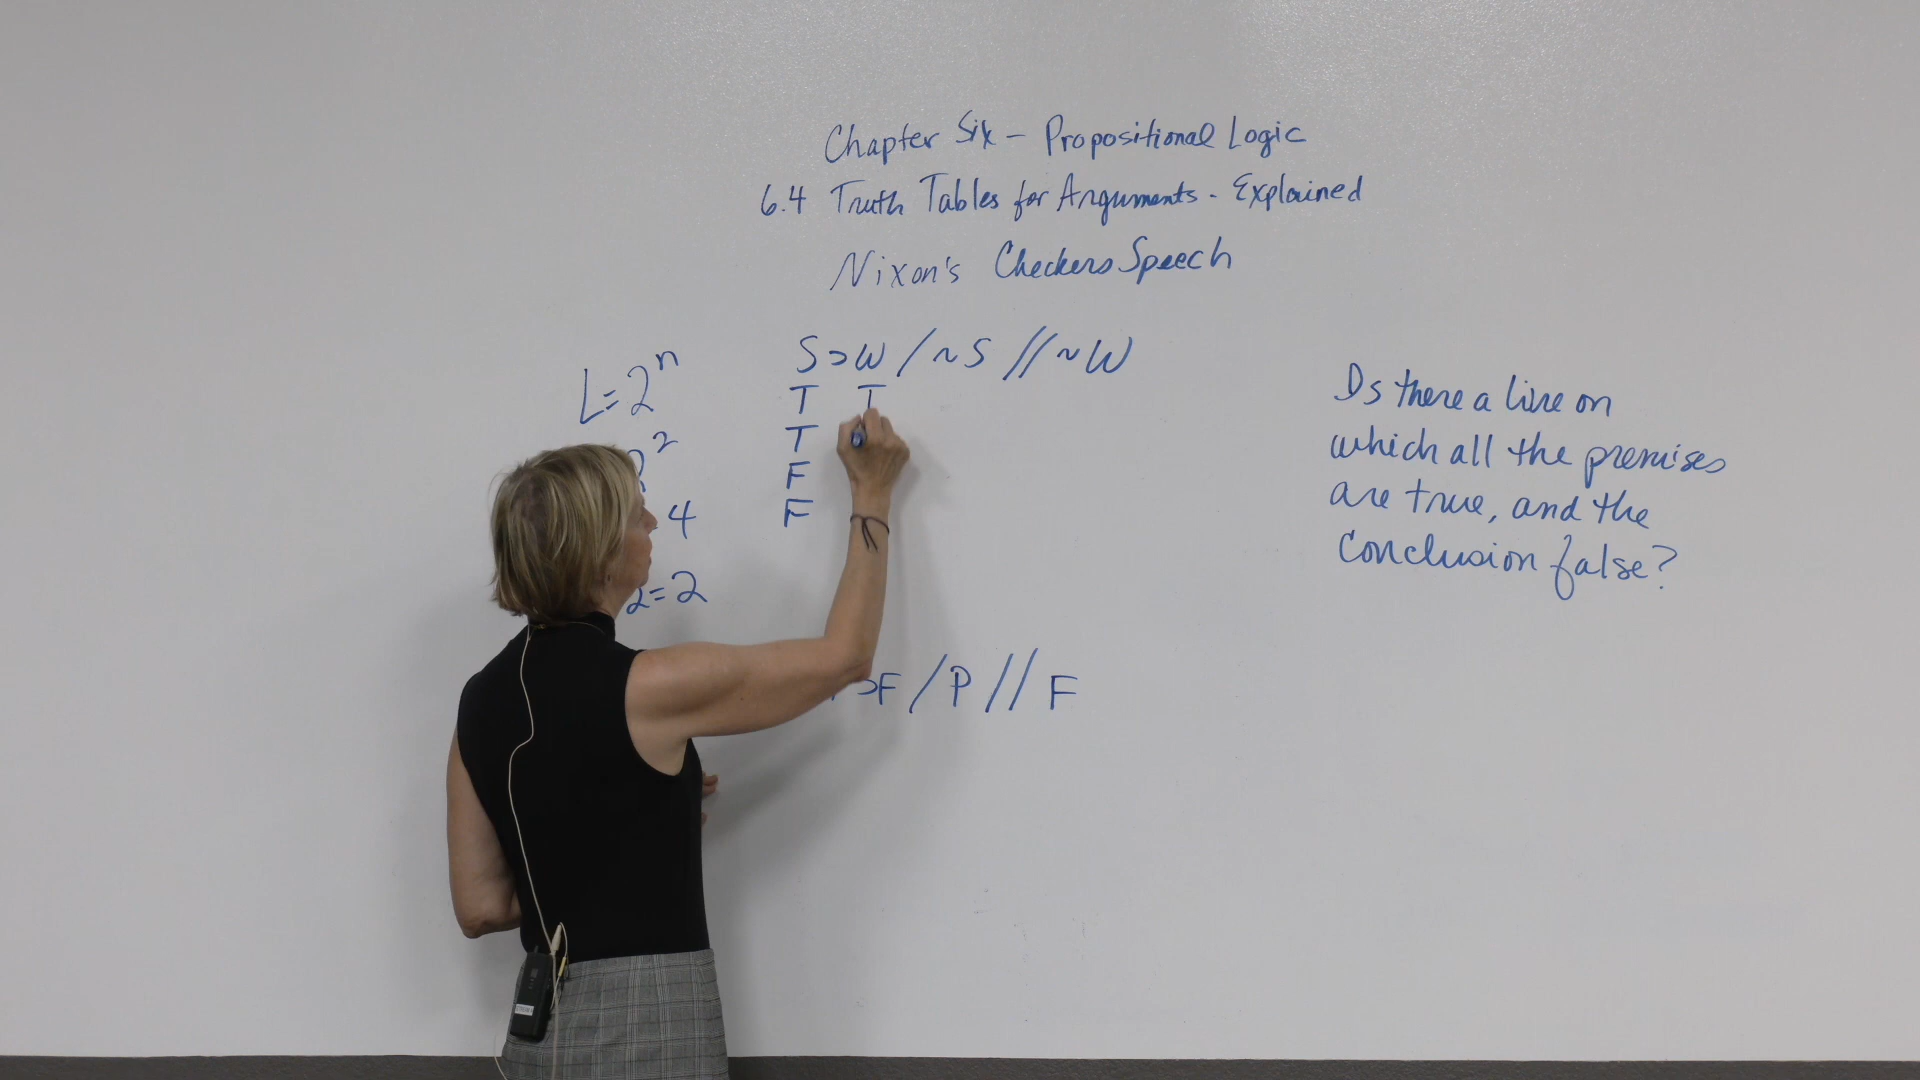 Chapter Six – Propositional Logic
6.4 Truth Tables for Arguments - Explained
Nixon's Checkers Speech
L=2ⁿ
2
4
2=2
S⊃W / ~S // ~W
T T
T
F
F
⊃F / P // F
Is there a line on
which all the premises
are true, and the
Conclusion false?